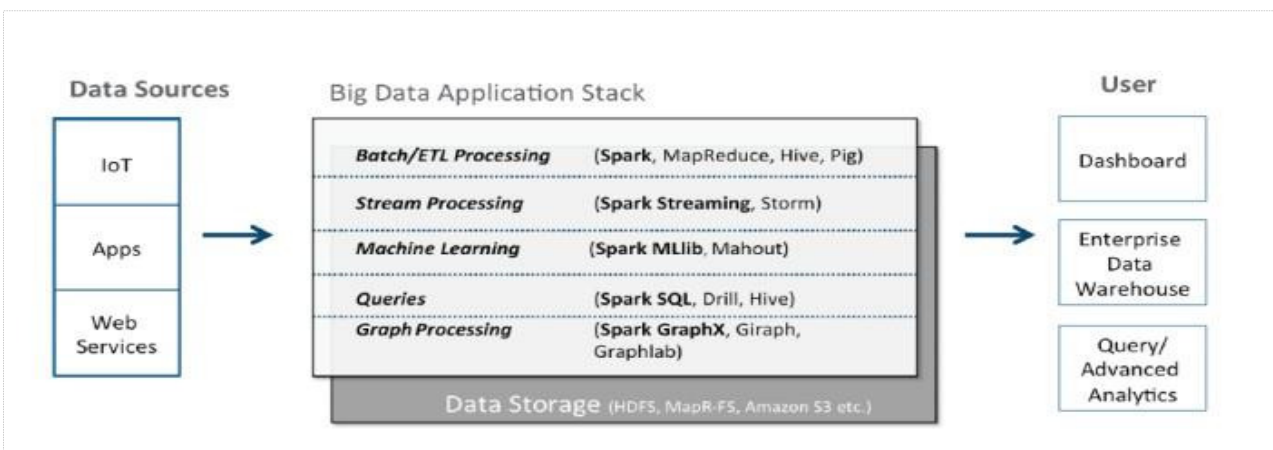 Data Sources
IoT
Apps
Web
Services
Big Data Application Stack
Batch/ETL Processing (Spark, MapReduce, Hive, Pig)
Stream Processing (Spark Streaming, Storm)
Machine Learning (Spark MLlib, Mahout)
Queries (Spark SQL, Drill, Hive)
Graph Processing (Spark GraphX, Giraph,
Graphlab)
Data Storage (HDFS, MapR-FS, Amazon S3 etc.)
User
Dashboard
Enterprise
Data
Warehouse
Query/
Advanced
Analytics